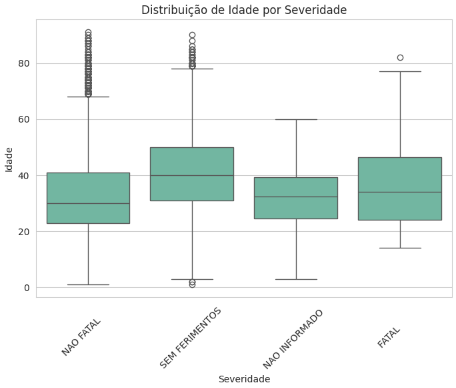 Distribuição de Idade por Severidade
Idade
80
60
40
20
0
NAO FATAL
SEM FERIMENTOS
NAO INFORMADO
FATAL
Severidade